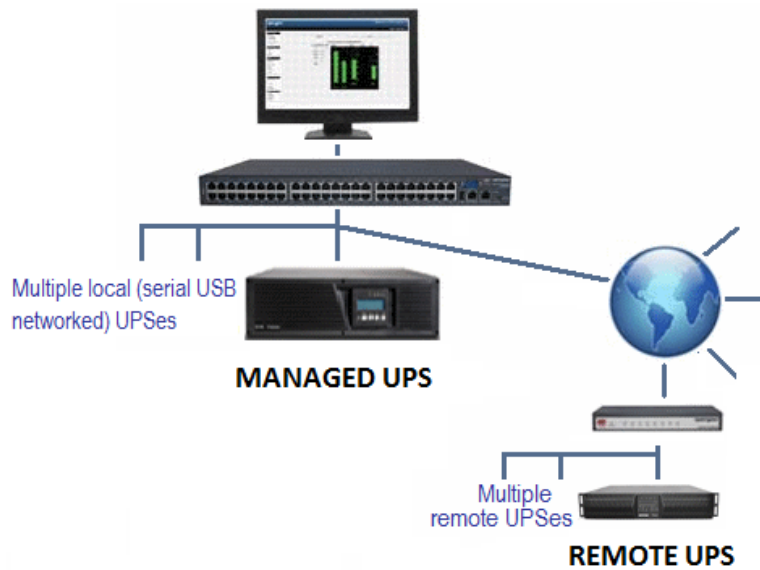 Multiple local (serial USB
networked) UPSes
MANAGED UPS
Multiple
remote UPSes
REMOTE UPS